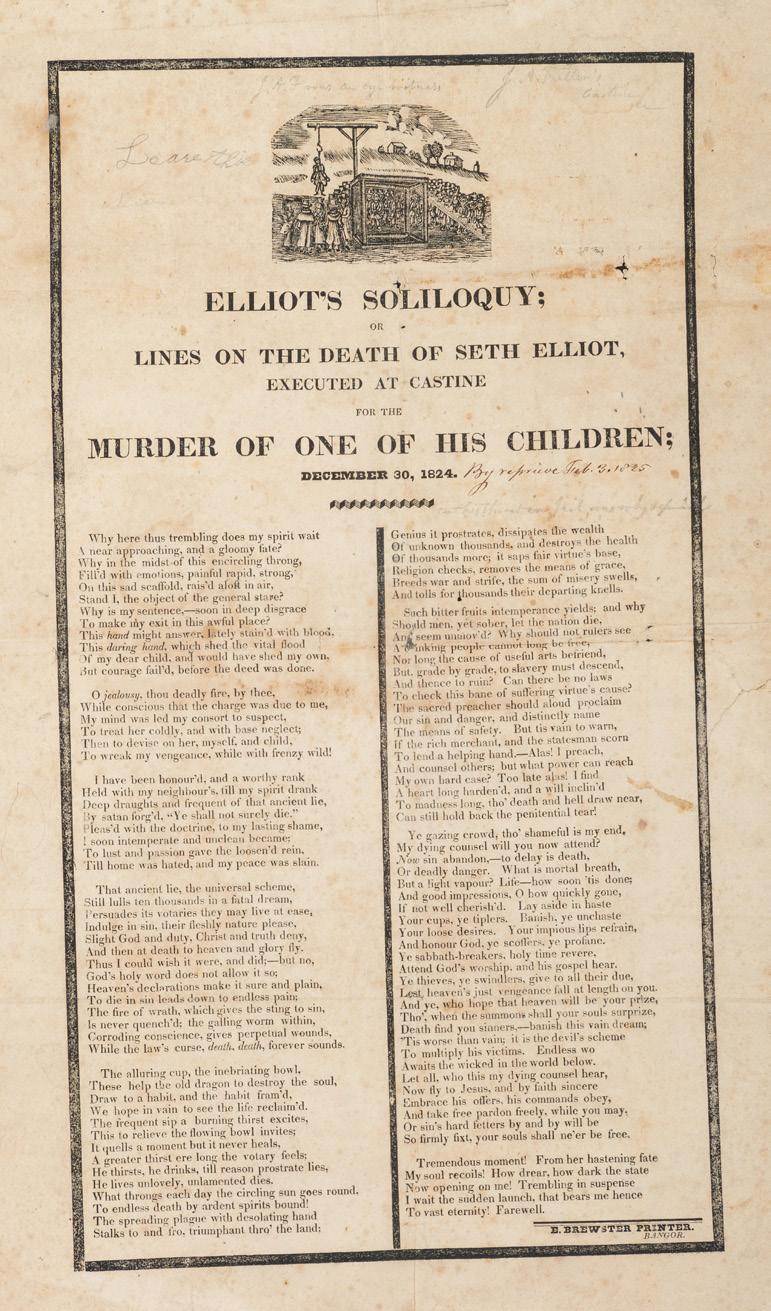 J. H. F was an eye witness
ELLIOT'S SOLILOQUY;
OR
LINES ON THE DEATH OF SETH ELLIOT,
EXECUTED AT CASTINE
FOR THE
MURDER OF ONE OF HIS CHILDREN;
DECEMBER 30, 1824. By reprieve Feb. 3. 1825
Why here thus trembling does my spirit wait
A near approaching, and a gloomy fate?
Why in the midst of this encircling throng,
Fill'd with emotions, painful rapid, strong,
On this sad scaffold, rais'd aloft in air,
Stand I, the object of the general stare?
Why is my sentence,—soon in deep disgrace
To make my exit in this awful place?
This hand might answer, lately stain'd with blood,
This daring hand, which shed the vital flood
Of my dear child, and would have shed my own,
But courage fail'd, before the deed was done.
O jealousy, thou deadly fire, by thee,
While conscious that the charge was due to me,
My mind was led my consort to suspect,
To treat her coldly, and with base neglect;
Then to devise on her, myself, and child,
To wreak my vengeance, while with frenzy wild!
I have been honour'd, and a worthy rank
Held with my neighbour's, till my spirit drank
Deep draughts and frequent of that ancient lie,
By satan forg'd, "Ye shall not surely die."
Pleas'd with the doctrine, to my lasting shame,
I soon intemperate and unclean became;
To lust and passion gave the loosen'd rein,
Till home was hated, and my peace was slain.
That ancient lie, the universal scheme,
Still lulls ten thousands in a fatal dream,
Persuades its votaries they may live at ease,
Indulge in sin, their fleshly nature please,
Slight God and duty, Christ and truth deny,
And then at death to heaven and glory fly.
Thus I could wish it were, and did;—but no,
God's holy word does not allow it so;
Heaven's declarations make it sure and plain,
To die in sin leads down to endless pain;
The fire of wrath, which gives the sting to sin,
Is never quench'd; the galling worm within,
Corroding conscience, gives perpetual wounds,
While the law's curse, death, death, forever sounds.
The alluring cup, the inebriating bowl,
These help the old dragon to destroy the soul,
Draw to a habit, and the habit fram'd,
We hope in vain to see the life reclaim'd.
The frequent sip a burning thirst excites,
This to relieve the flowing bowl invites;
It quells a moment but it never heals,
A greater thirst ere long the votary feels;
He thirsts, he drinks, till reason prostrate lies,
He lives unlovely, unlamented dies.
What throngs each day the circling sun goes round,
To endless death by ardent spirits bound!
The spreading plague with desolating hand
Stalks to and fro, triumphant thro' the land;
Genius it prostrates, dissipates the wealth
Of unknown thousands, and destroys the health
Of thousands more; it saps fair virtue's base,
Religion checks, removes the means of grace,
Breeds war and strife, the sum of misery swells,
And tolls for thousands their departing knells.
Such bitter fruits intemperance yields; and why
Should men, yet sober, let the nation die,
And seem unmov'd? Why should not rulers see
A drinking people cannot long be free,
Nor long the cause of useful arts befriend,
But, grade by grade, to slavery must descend,
And thence to ruin? Can there be no laws
To check this bane of suffering virtue's cause?
The sacred preacher should aloud proclaim
Our sin and danger, and distinctly name
The means of safety. But tis vain to warn,
If the rich merchant, and the statesman scorn
To lend a helping hand.—Alas! I preach,
And counsel others; but what power can reach
My own hard case? Too late alas! I find
A heart long harden'd, and a will inclin'd
To madness long, tho' death and hell draw near,
Can still hold back the penitential tear!
Ye gazing crowd, tho' shameful is my end,
My dying counsel will you now attend?
Now sin abandon,—to delay is death,
Or deadly danger. What is mortal breath,
But a light vapour? Life—how soon 'tis done;
And good impressions, O how quickly gone,
If not well cherish'd. Lay aside in haste
Your cups, ye tiplers. Banish, ye unchaste
Your loose desires. Your impious lips refrain,
And honour God, ye scoffers, ye profane.
Ye sabbath-breakers, holy time revere,
Attend God's worship, and his gospel hear.
Ye thieves, ye swindlers, give to all their due,
Lest heaven's just vengeance fall at length on you.
And ye, who hope that heaven will be your prize,
Tho', when the summons shall your souls surprize,
Death find you sinners,—banish this vain dream;
'Tis worse than vain; it is the devil's scheme
To multiply his victims. Endless wo
Awaits the wicked in the world below.
Let all, who this my dying counsel hear,
Now fly to Jesus, and by faith sincere
Embrace his offers, his commands obey,
And take free pardon freely, while you may,
Or sin's hard fetters by and by will be
So firmly fixt, your souls shall ne'er be free.
Tremendous moment! From her hastening fate
My soul recoils! How drear, how dark the state
Now opening on me! Trembling in suspense
I wait the sudden launch, that bears me hence
To vast eternity! Farewell.
E. BREWSTER PRINTER.
BANGOR.